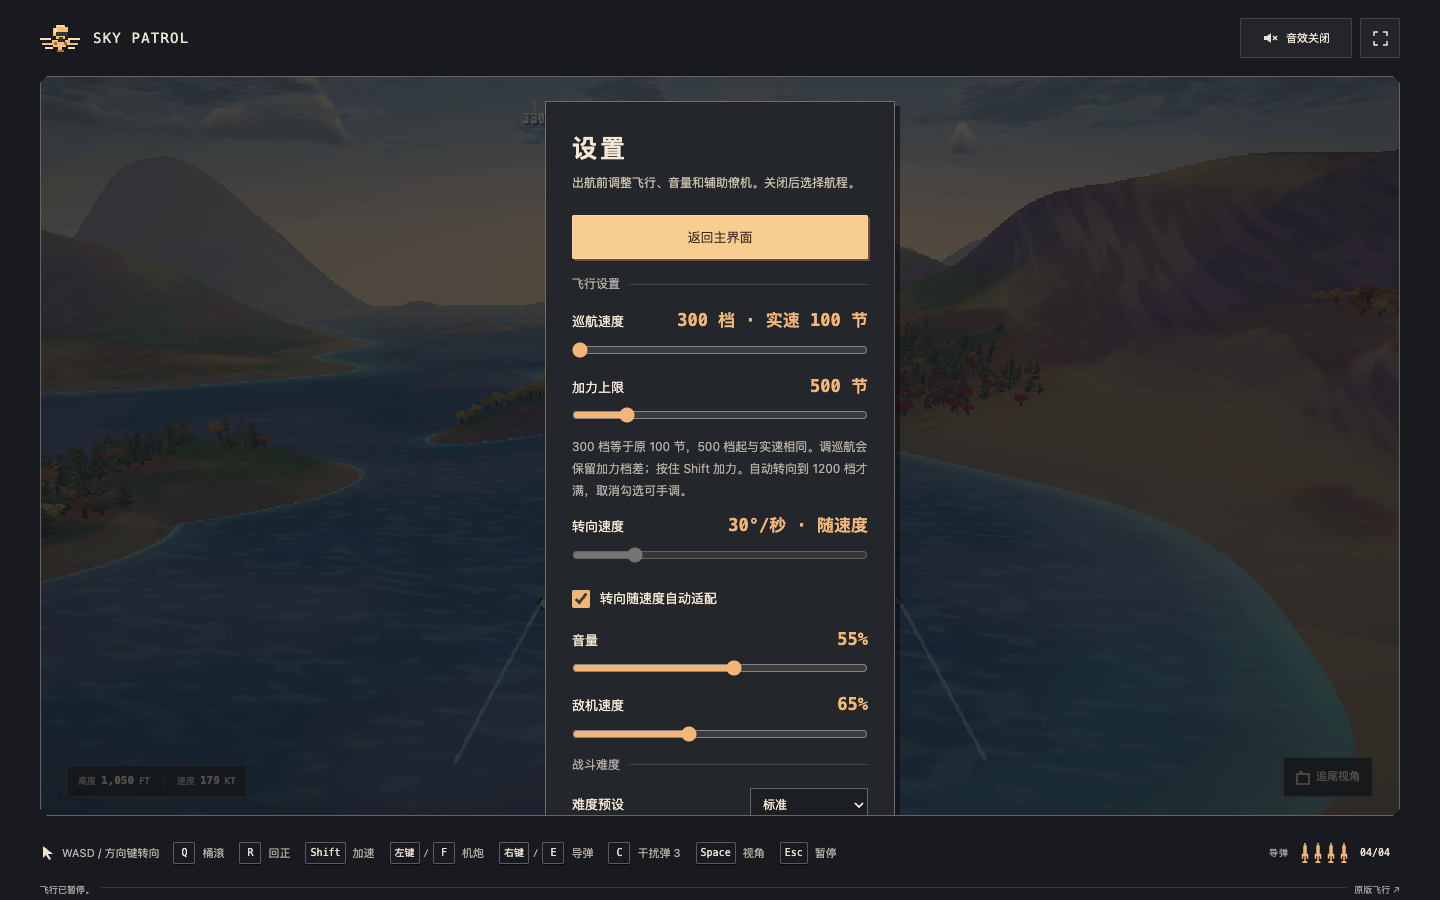 SKY PATROL
音效关闭
330
设置
出航前调整飞行、音量和辅助僚机。关闭后选择航程。
返回主界面
飞行设置
巡航速度 300 档 · 实速 100 节
加力上限 500 节
300 档等于原 100 节，500 档起与实速相同。调巡航会
保留加力档差；按住 Shift 加力。自动转向到 1200 档才
满，取消勾选可手调。
转向速度 30°/秒 · 随速度
转向随速度自动适配
音量 55%
敌机速度 65%
战斗难度
难度预设 标准
高度 1,050 FT 速度 179 KT
追尾视角
WASD / 方向键转向 Q 桶滚 R 回正 Shift 加速 左键 / F 机炮 右键 / E 导弹 C 干扰弹 3 Space 视角 Esc 暂停
导弹 04/04
飞行已暂停。
原版飞行 ↗